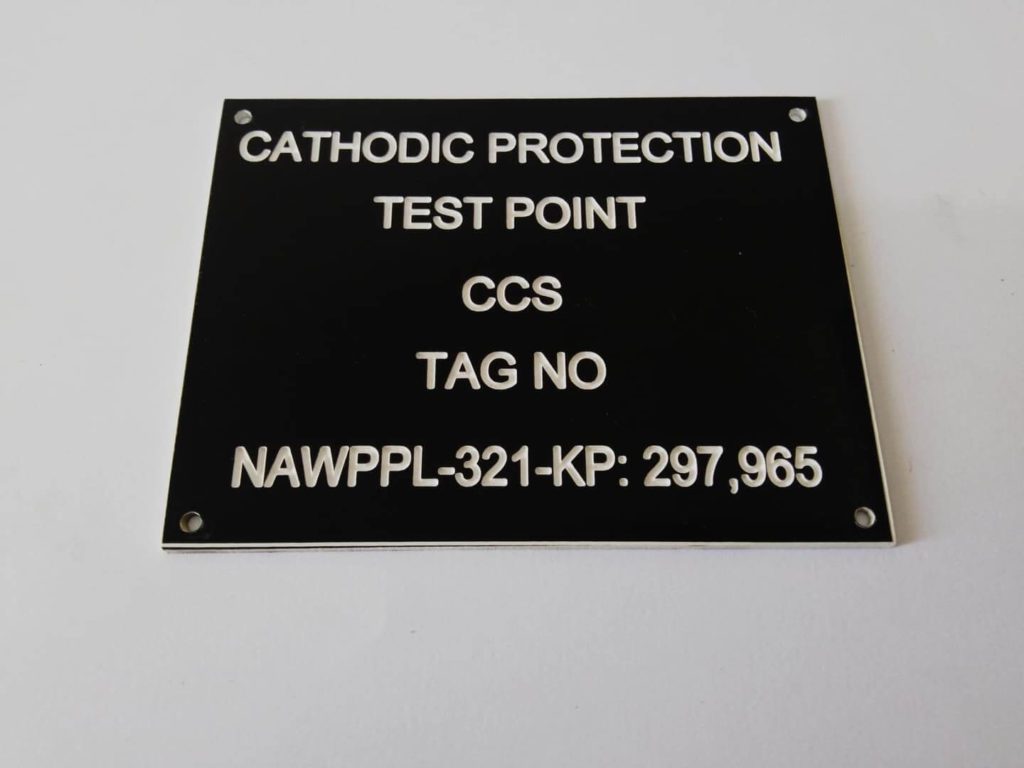 CATHODIC PROTECTION
TEST POINT
CCS
TAG NO
NAWPPL-321-KP: 297,965